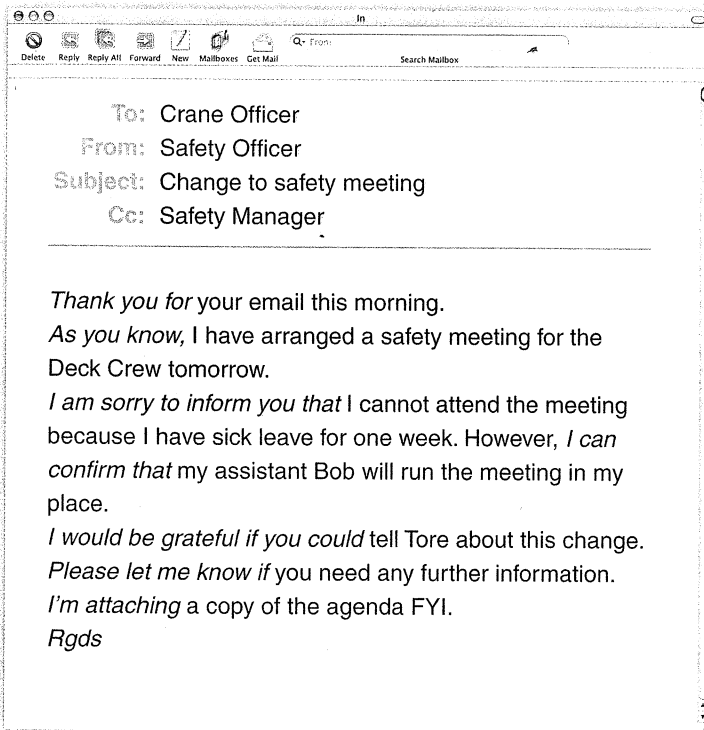 In
Delete Reply Reply All Forward New Mailboxes Get Mail
From:
Search Mailbox
To: Crane Officer
From: Safety Officer
Subject: Change to safety meeting
Cc: Safety Manager
Thank you for your email this morning.
As you know, I have arranged a safety meeting for the
Deck Crew tomorrow.
I am sorry to inform you that I cannot attend the meeting
because I have sick leave for one week. However, I can
confirm that my assistant Bob will run the meeting in my
place.
I would be grateful if you could tell Tore about this change.
Please let me know if you need any further information.
I'm attaching a copy of the agenda FYI.
Rgds